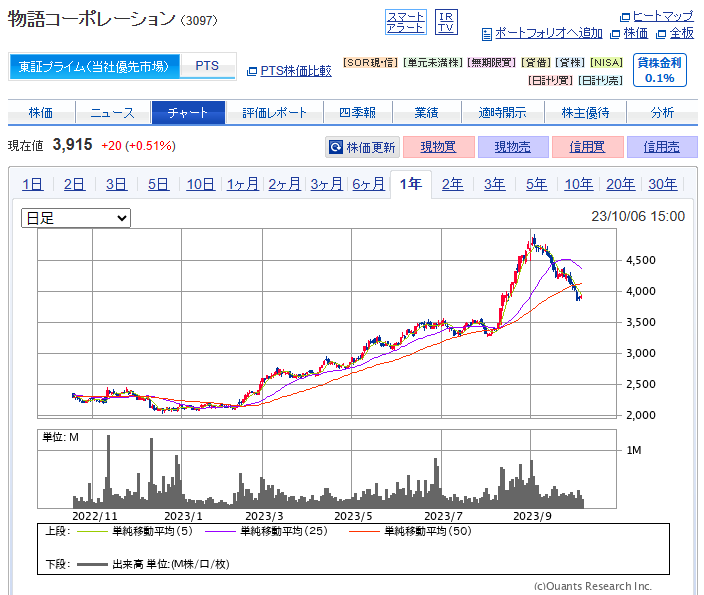 物語コーポレーション (3097)
スマート
アラート
IR
TV
ヒートマップ
ポートフォリオへ追加 株価 全板
東証プライム(当社優先市場) PTS
PTS株価比較
[SOR現・信] [単元未満株] [無期限買] [貸借] [貸株] [NISA]
[日計り買] [日計り売]
貸株金利
0.1%
株価 ニュース チャート 評価レポート 四季報 業績 適時開示 株主優待 分析
現在値 3,915 +20 (+0.51%)
株価更新 現物買 現物売 信用買 信用売
1日 2日 3日 5日 10日 1ヶ月 2ヶ月 3ヶ月 6ヶ月 1年 2年 3年 5年 10年 20年 30年
日足
23/10/06 15:00
4,500
4,000
3,500
3,000
2,500
2,000
単位: M
1M
2022/11 2023/1 2023/3 2023/5 2023/7 2023/9
上段: 単純移動平均(5) 単純移動平均(25) 単純移動平均(50)
下段: 出来高 単位:(M株/口/枚)
(c)Quants Research Inc.